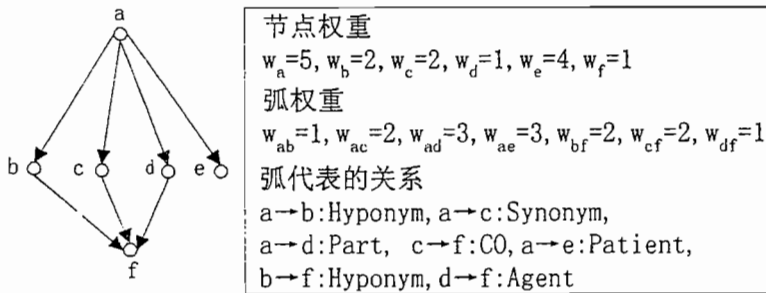 a
b
c
d
e
f
节点权重
w_a=5, w_b=2, w_c=2, w_d=1, w_e=4, w_f=1
弧权重
w_ab=1, w_ac=2, w_ad=3, w_ae=3, w_bf=2, w_cf=2, w_df=1
弧代表的关系
a→b:Hyponym, a→c:Synonym,
a→d:Part, c→f:CO, a→e:Patient,
b→f:Hyponym, d→f:Agent